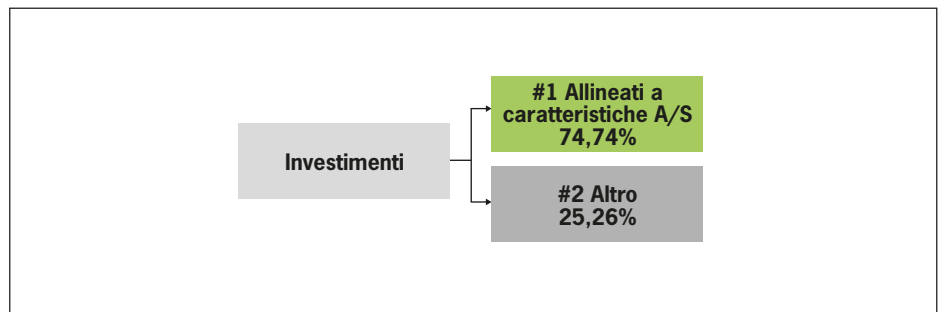 Investimenti
#1 Allineati a
caratteristiche A/S
74,74%
#2 Altro
25,26%